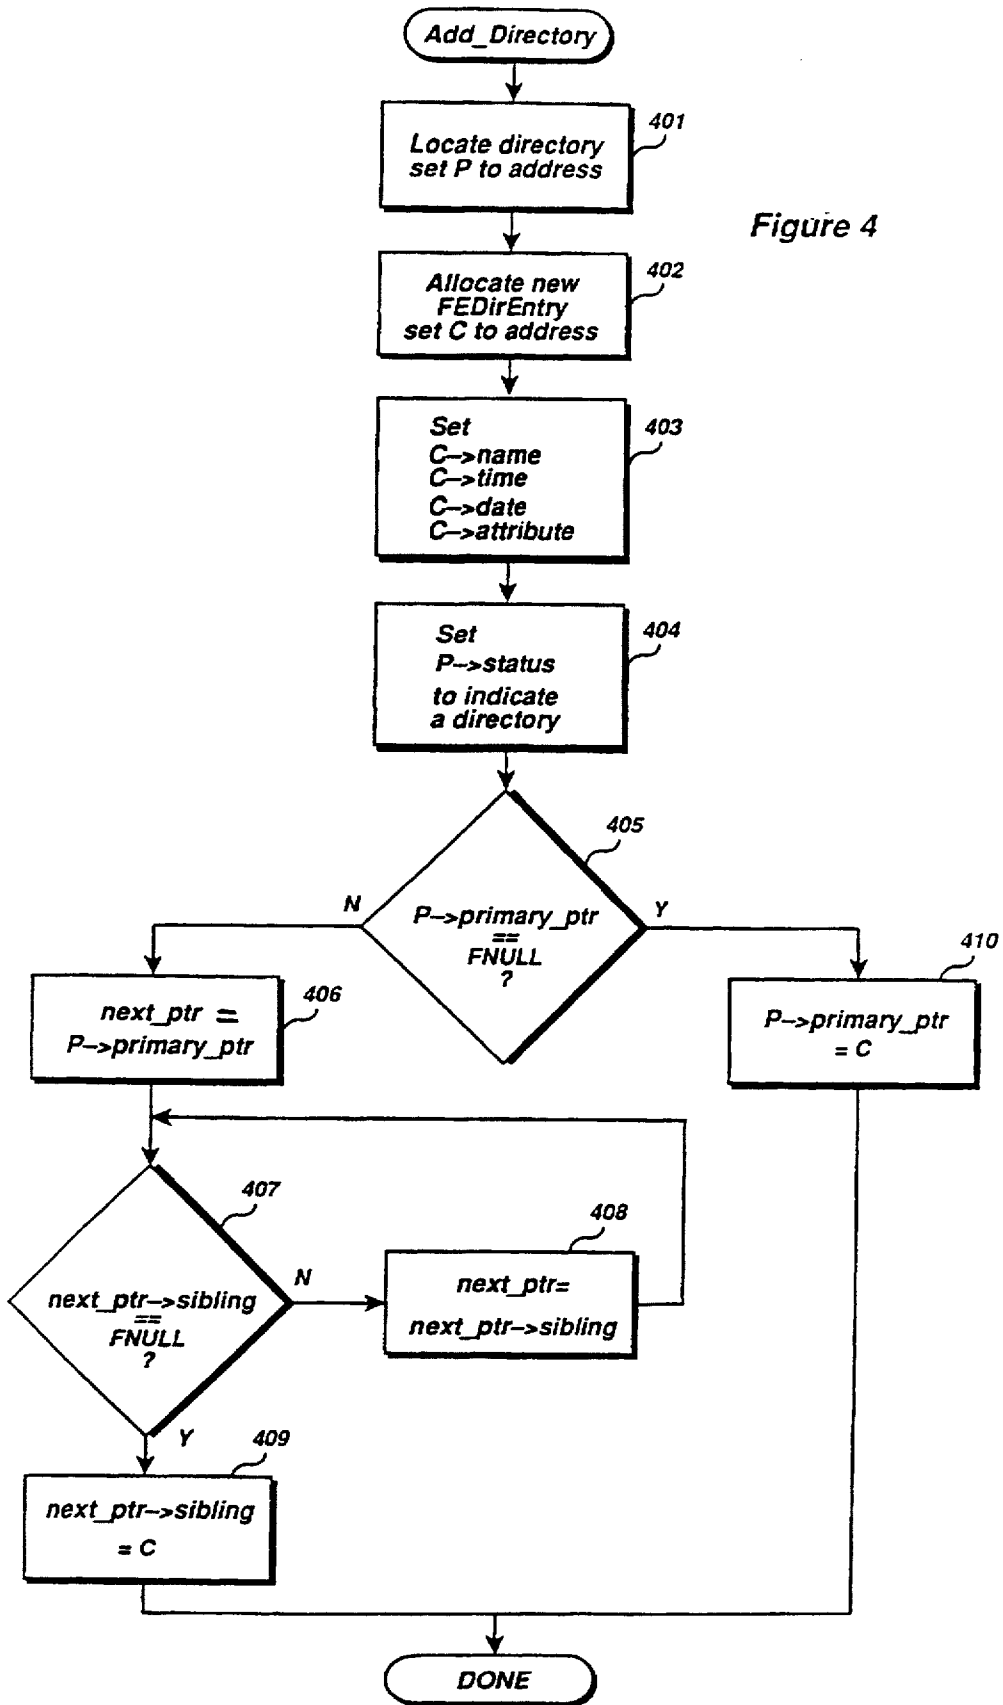 Add_Directory
401
Locate directory
set P to address
Figure 4
402
Allocate new
FEDirEntry
set C to address
403
Set
C->name
C->time
C->date
C->attribute
404
Set
P->status
to indicate
a directory
405
N
Y
P->primary_ptr
==
FNULL
?
410
406
next_ptr =
P->primary_ptr
P->primary_ptr
= C
407
408
N
next_ptr->sibling
==
FNULL
?
next_ptr=
next_ptr->sibling
Y
409
next_ptr->sibling
= C
DONE